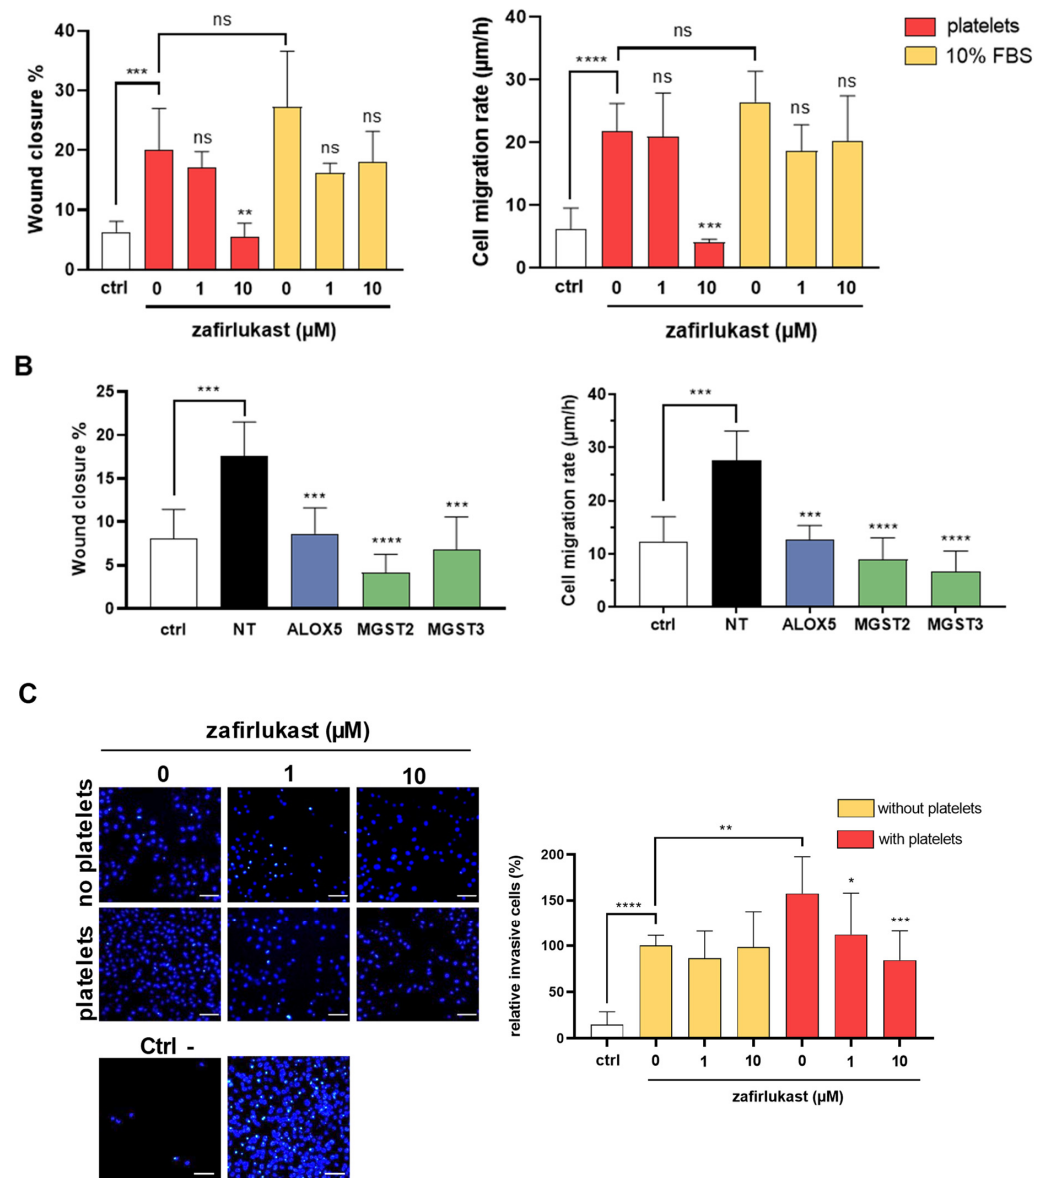 ns
ns
platelets
10% FBS
Wound closure %
40
30
20
10
0
***
ns
**
ns
ns
ctrl
0
1
10
0
1
10
zafirlukast (µM)
Cell migration rate (µm/h)
40
30
20
10
0
****
ns
***
ns
ns
ctrl
0
1
10
0
1
10
zafirlukast (µM)
B
Wound closure %
25
20
15
10
5
0
***
***
****
***
ctrl
NT
ALOX5
MGST2
MGST3
Cell migration rate (µm/h)
40
30
20
10
0
***
***
****
****
ctrl
NT
ALOX5
MGST2
MGST3
C
zafirlukast (µM)
0
1
10
no platelets
platelets
Ctrl -
without platelets
with platelets
relative invasive cells (%)
200
150
100
50
0
****
**
*
***
ctrl
0
1
10
0
1
10
zafirlukast (µM)